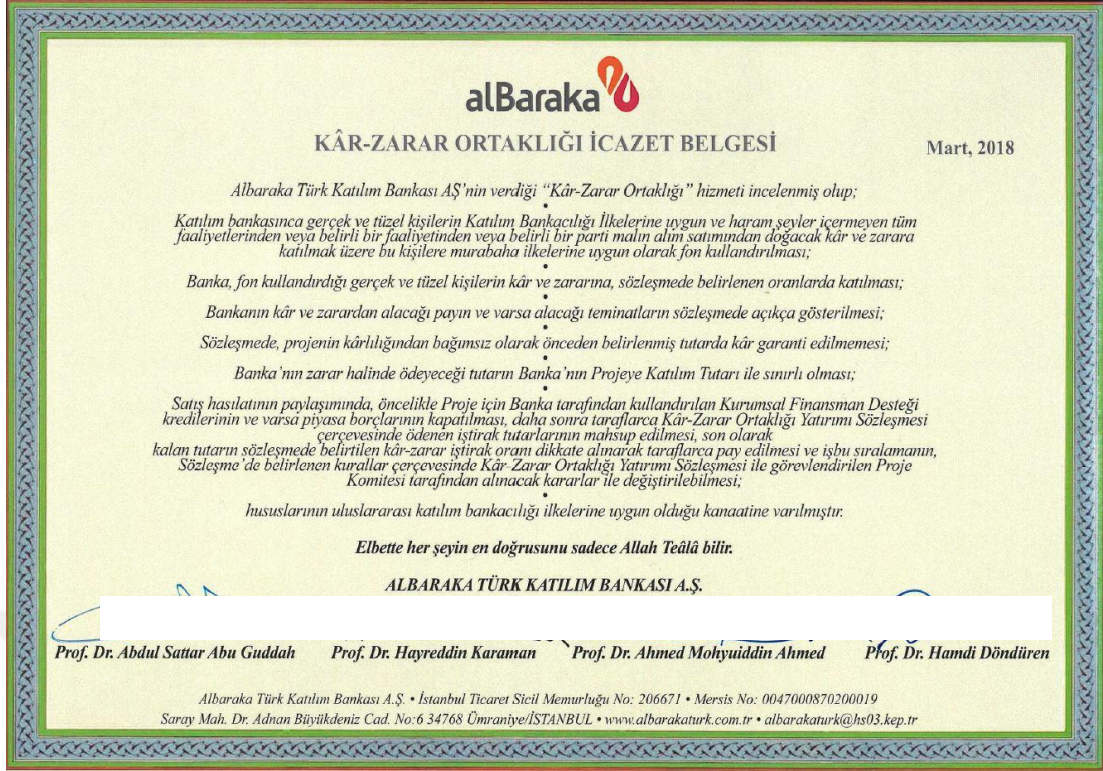 alBaraka
KÂR-ZARAR ORTAKLIĞI İCAZET BELGESİ
Mart, 2018
Albaraka Türk Katılım Bankası AŞ’nin verdiği “Kâr-Zarar Ortaklığı” hizmeti incelenmiş olup;
•
Katılım bankasınca gerçek ve tüzel kişilerin Katılım Bankacılığı İlkelerine uygun ve haram şeyler içermeyen tüm
faaliyetlerinden veya belirli bir faaliyetinden veya belirli bir parti malın alım satımından doğacak kâr ve zarara
katılmak üzere bu kişilere murabaha ilkelerine uygun olarak fon kullandırılması;
•
Banka, fon kullandırdığı gerçek ve tüzel kişilerin kâr ve zararına, sözleşmede belirlenen oranlarda katılması;
•
Bankanın kâr ve zarardan alacağı payın ve varsa alacağı teminatların sözleşmede açıkça gösterilmesi;
•
Sözleşmede, projenin kârlılığından bağımsız olarak önceden belirlenmiş tutarda kâr garanti edilmemesi;
•
Banka’nın zarar halinde ödeyeceği tutarın Banka’nın Projeye Katılım Tutarı ile sınırlı olması;
•
Satış hasılatının paylaşımında, öncelikle Proje için Banka tarafından kullandırılan Kurumsal Finansman Desteği
kredilerinin ve varsa piyasa borçlarının kapatılması, daha sonra taraflarca Kâr-Zarar Ortaklığı Yatırımı Sözleşmesi
çerçevesinde ödenen iştirak tutarlarının mahsup edilmesi, son olarak
kalan tutarın sözleşmede belirtilen kâr-zarar iştirak oranı dikkate alınarak taraflarca pay edilmesi ve işbu sıralamanın,
Sözleşme’de belirlenen kurallar çerçevesinde Kâr-Zarar Ortaklığı Yatırımı Sözleşmesi ile görevlendirilen Proje
Komitesi tarafından alınacak kararlar ile değiştirilebilmesi;
•
hususlarının uluslararası katılım bankacılığı ilkelerine uygun olduğu kanaatine varılmıştır.
Elbette her şeyin en doğrusunu sadece Allah Teâlâ bilir.
ALBARAKA TÜRK KATILIM BANKASI A.Ş.
Prof. Dr. Abdul Sattar Abu Guddah
Prof. Dr. Hayreddin Karaman
Prof. Dr. Ahmed Mohyuiddin Ahmed
Prof. Dr. Hamdi Döndüren
Albaraka Türk Katılım Bankası A.Ş. • İstanbul Ticaret Sicil Memurluğu No: 206671 • Mersis No: 0047000870200019
Saray Mah. Dr. Adnan Büyükdeniz Cad. No:6 34768 Ümraniye/İSTANBUL • www.albarakaturk.com.tr • albarakaturk@hs03.kep.tr